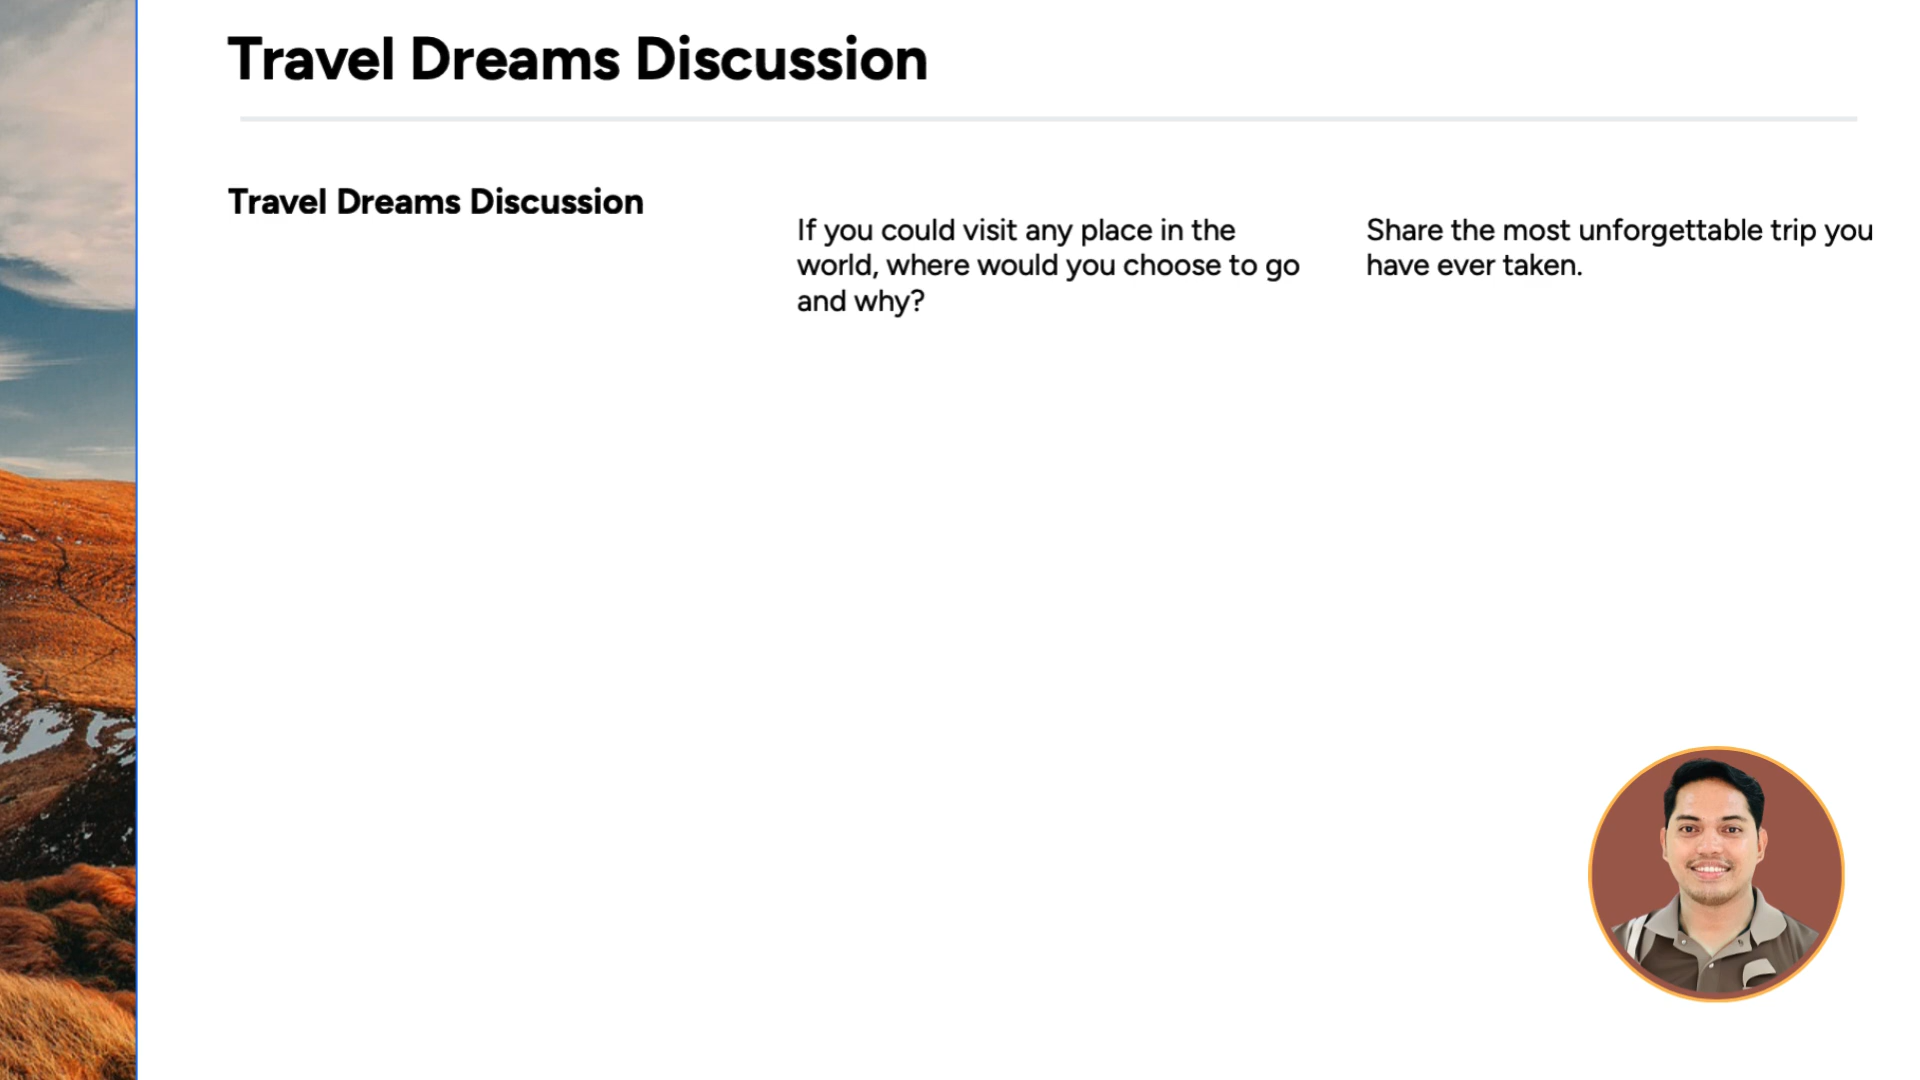 Travel Dreams Discussion
Travel Dreams Discussion
If you could visit any place in the
world, where would you choose to go
and why?
Share the most unforgettable trip you
have ever taken.